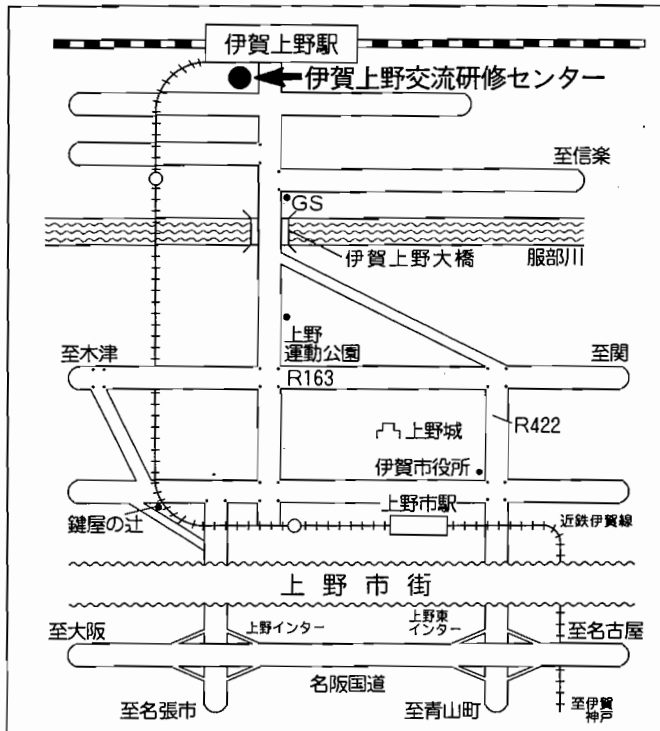 伊賀上野駅
伊賀上野交流研修センター
至信楽
GS
伊賀上野大橋
服部川
上野
運動公園
至木津
至関
R163
R422
上野城
伊賀市役所
上野市駅
鍵屋の辻
近鉄伊賀線
上野市街
至大阪
上野インター
上野東
インター
至名古屋
名阪国道
至名張市
至青山町
至伊賀
神戸